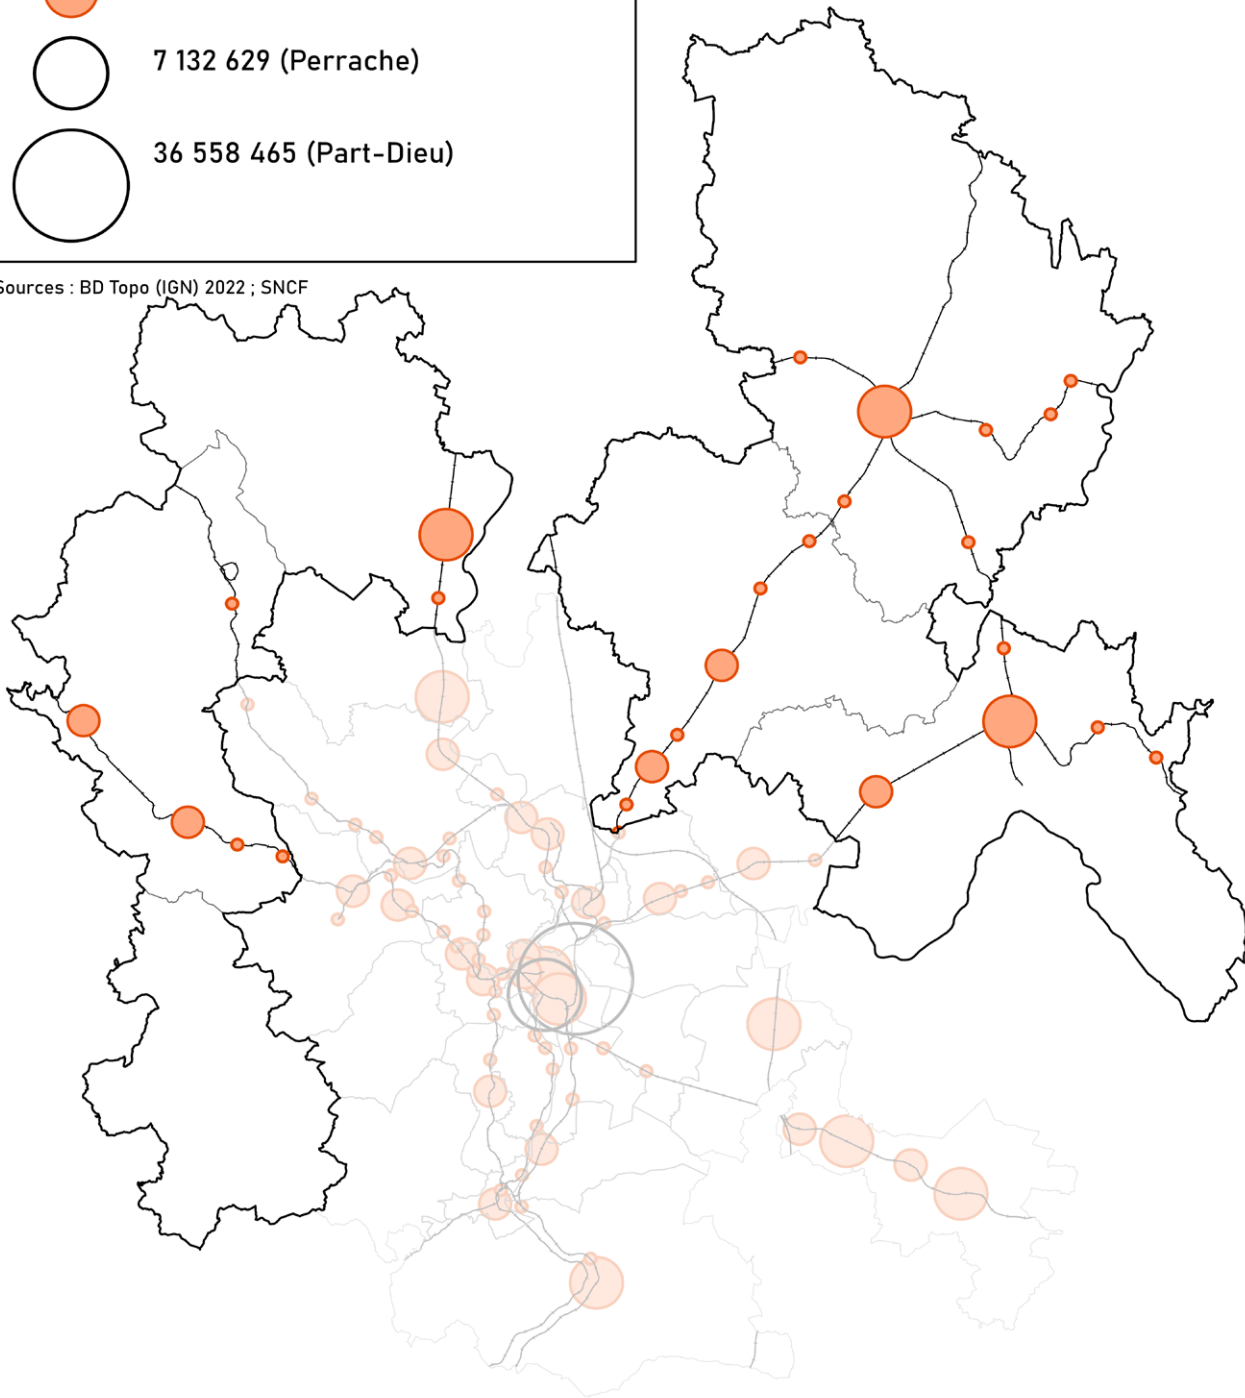 7 132 629 (Perrache)
36 558 465 (Part-Dieu)
Sources : BD Topo (IGN) 2022 ; SNCF